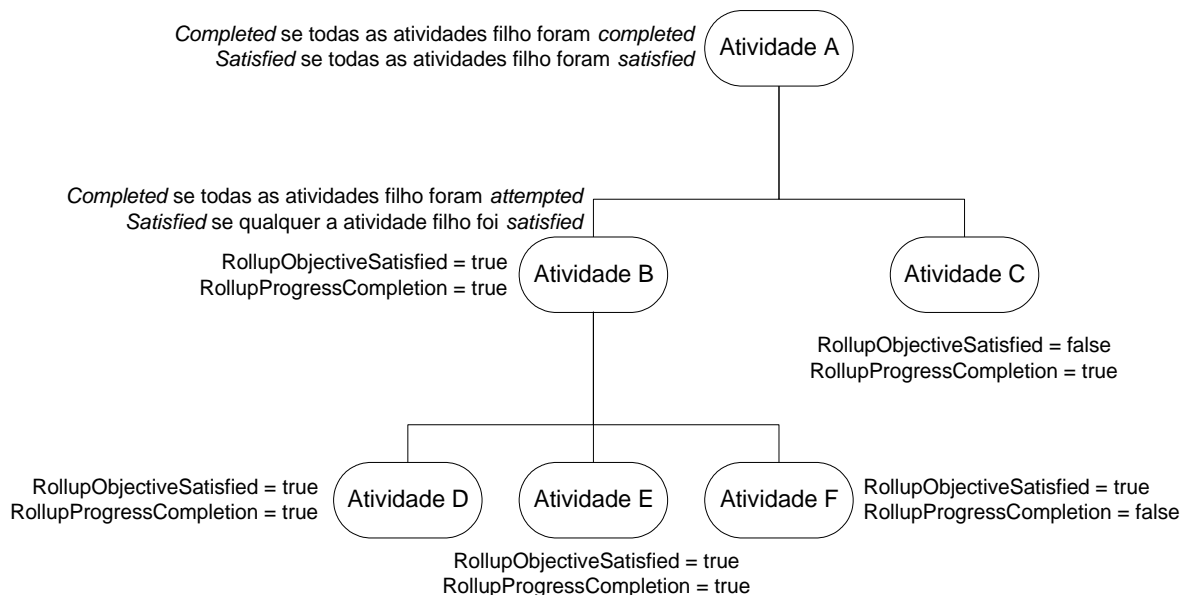 Completed se todas as atividades filho foram completed
Satisfied se todas as atividades filho foram satisfied
Atividade A
Completed se todas as atividades filho foram attempted
Satisfied se qualquer a atividade filho foi satisfied
RollupObjectiveSatisfied = true
RollupProgressCompletion = true
Atividade B
Atividade C
RollupObjectiveSatisfied = false
RollupProgressCompletion = true
RollupObjectiveSatisfied = true
RollupProgressCompletion = true
Atividade D
Atividade E
Atividade F
RollupObjectiveSatisfied = true
RollupProgressCompletion = false
RollupObjectiveSatisfied = true
RollupProgressCompletion = true